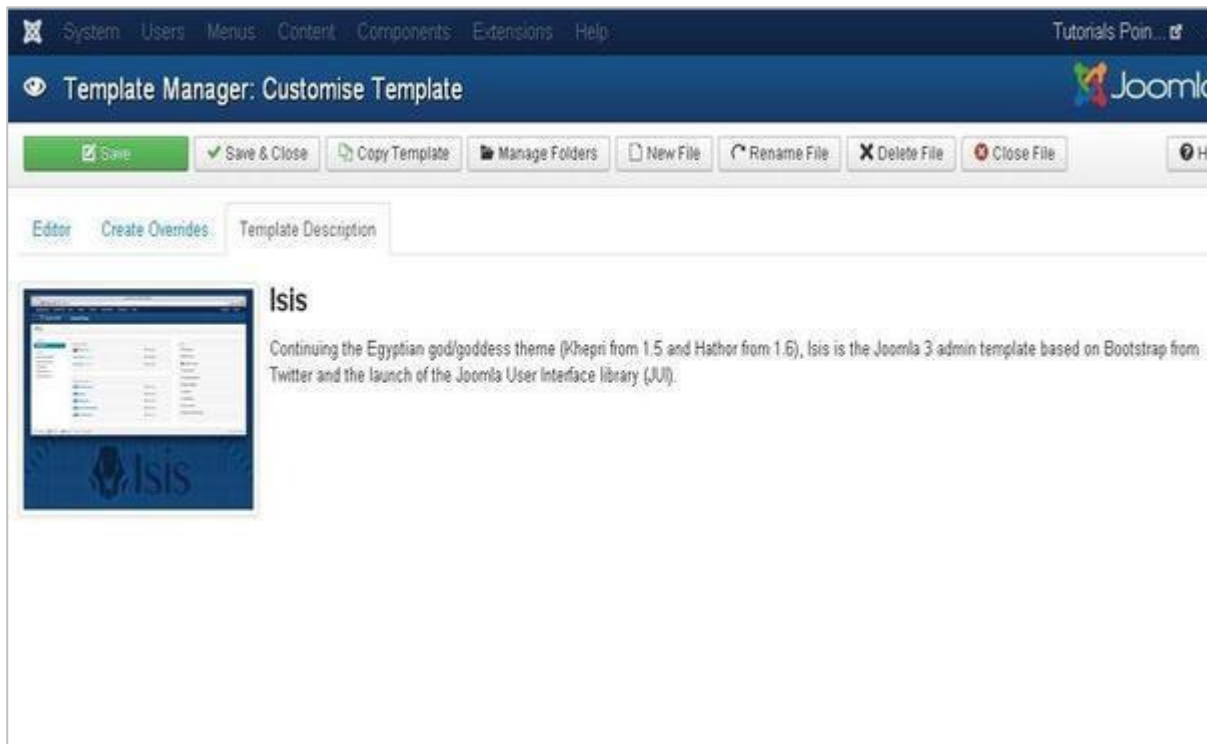 System Users Menus Content Components Extensions Help Tutorials Poin...
Template Manager: Customise Template Joomla
Save Save & Close Copy Template Manage Folders New File Rename File Delete File Close File H
Editor Create Overrides Template Description
Isis
Continuing the Egyptian god/goddess theme (Khepri from 1.5 and Hathor from 1.6), Isis is the Joomla 3 admin template based on Bootstrap from
Twitter and the launch of the Joomla User Interface library (JUI).
Isis